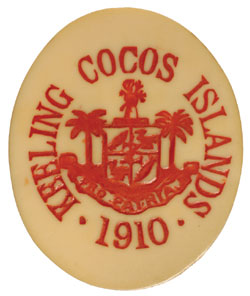 KEELING COCOS ISLANDS
· 1910 ·
PRO PATRIA